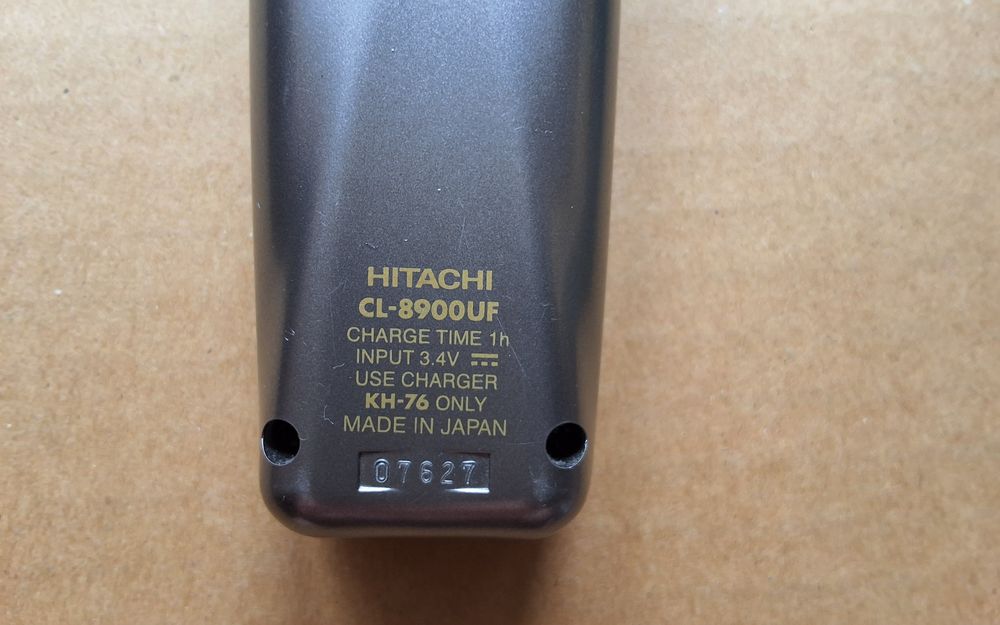 HITACHI
CL-8900UF
CHARGE TIME 1h
INPUT 3.4V ⎓
USE CHARGER
KH-76 ONLY
MADE IN JAPAN
07627